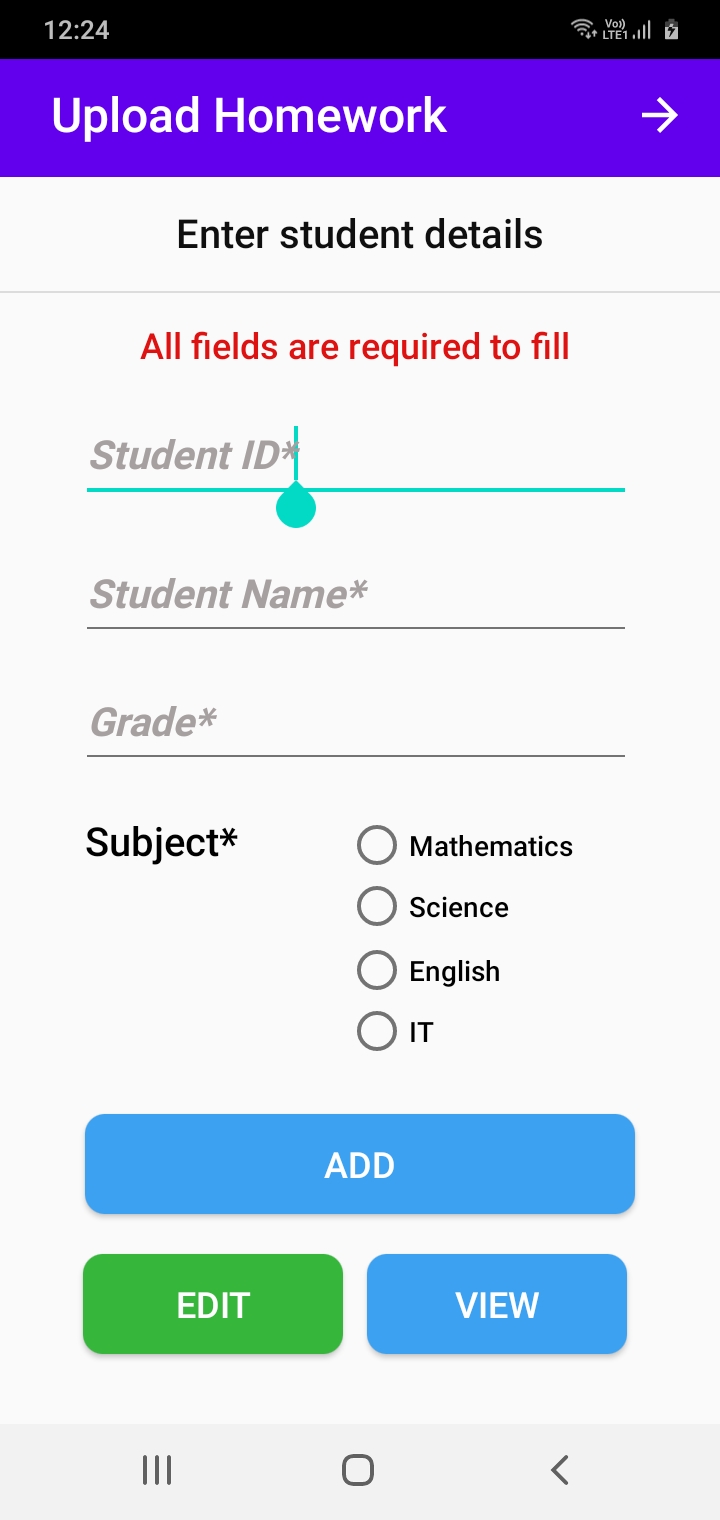 12:24
Vo))
LTE1
Upload Homework
Enter student details
All fields are required to fill
Student ID*
Student Name*
Grade*
Subject*
Mathematics
Science
English
IT
ADD
EDIT
VIEW